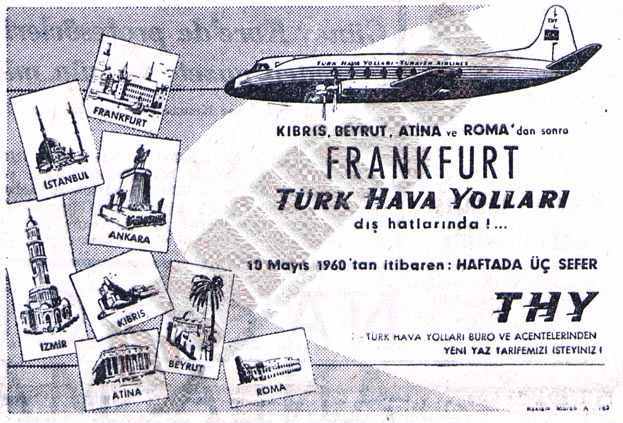 TÜRK HAVA YOLLARI - TURKISH AIRLINES
THY
KIBRIS, BEYRUT, ATİNA ve ROMA'dan sonra
FRANKFURT
TÜRK HAVA YOLLARI
dış hatlarında!...
10 Mayıs 1960'tan itibaren: HAFTADA ÜÇ SEFER
THY
TÜRK HAVA YOLLARI BÜRO VE ACENTELERİNDEN
YENİ YAZ TARİFEMİZİ İSTEYİNİZ!
FRANKFURT
İSTANBUL
ANKARA
İZMİR
KIBRIS
BEYRUT
ATİNA
ROMA